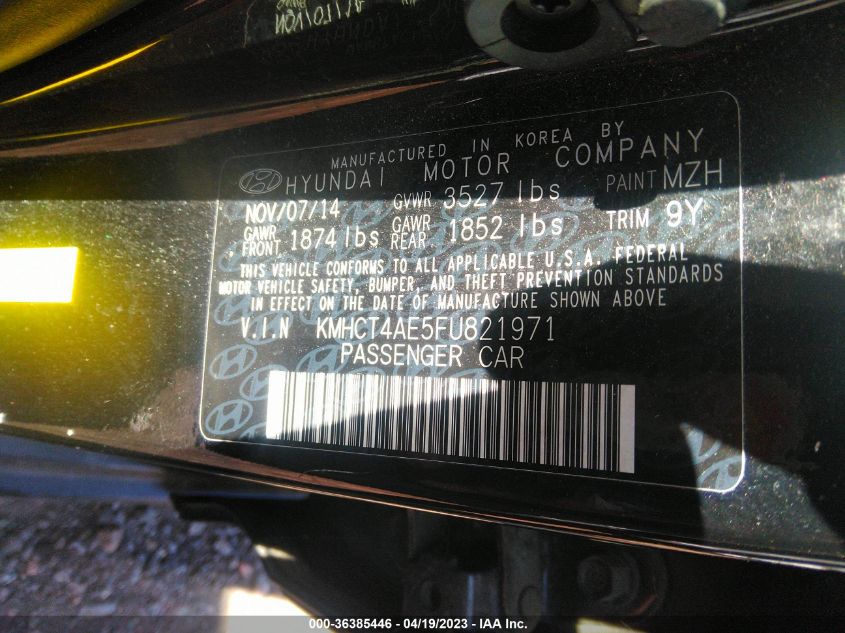 MANUFACTURED IN KOREA BY
HYUNDAI MOTOR COMPANY
NOV/07/14 GVWR 3527 lbs PAINT MZH
GAWR FRONT 1874 lbs GAWR REAR 1852 lbs TRIM 9Y
THIS VEHICLE CONFORMS TO ALL APPLICABLE U.S.A. FEDERAL
MOTOR VEHICLE SAFETY, BUMPER, AND THEFT PREVENTION STANDARDS
IN EFFECT ON THE DATE OF MANUFACTURE SHOWN ABOVE.
V.I.N KMHCT4AE5FU821971
PASSENGER CAR
000-36385446 - 04/19/2023 - IAA Inc.